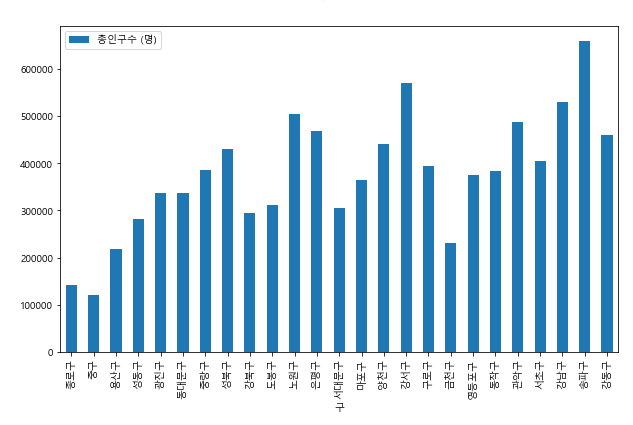 총인구수 (명)
600000
500000
400000
300000
200000
100000
0
종로구
중구
용산구
성동구
광진구
동대문구
중랑구
성북구
강북구
도봉구
노원구
은평구
서대문구
마포구
양천구
강서구
구로구
금천구
영등포구
동작구
관악구
서초구
강남구
송파구
강동구
구